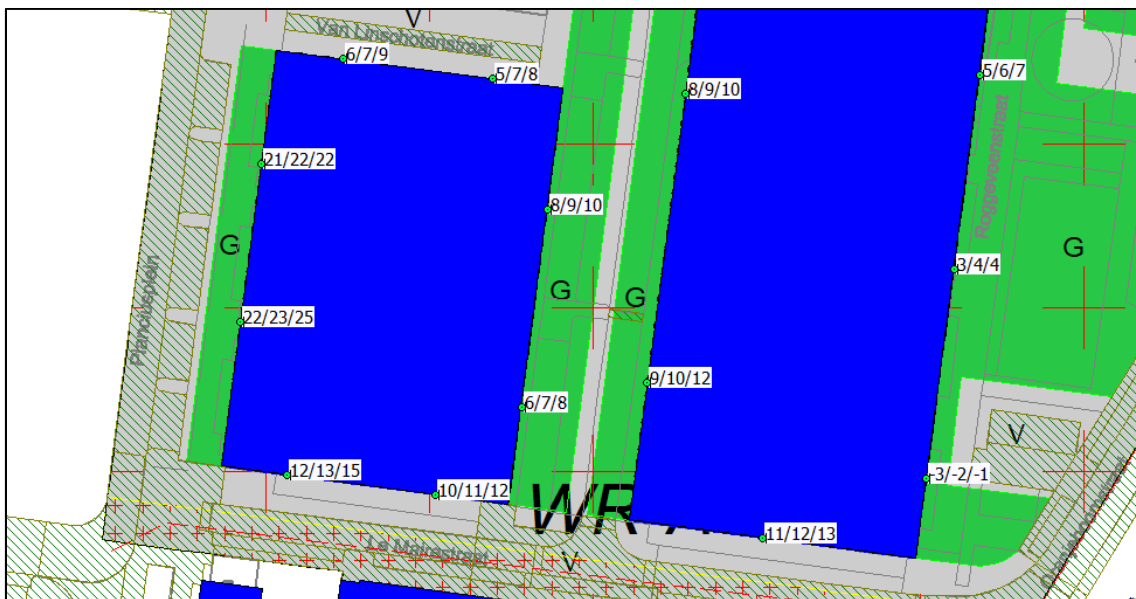 V
Van Linschotenstraat
6/7/9
5/7/8
5/6/7
8/9/10
Roggeveenstraat
21/22/22
8/9/10
G
G
3/4/4
G
G
Planciusplein
22/23/25
9/10/12
6/7/8
V
12/13/15
10/11/12
-3/-2/-1
WR
11/12/13
Le Mairestraat
V